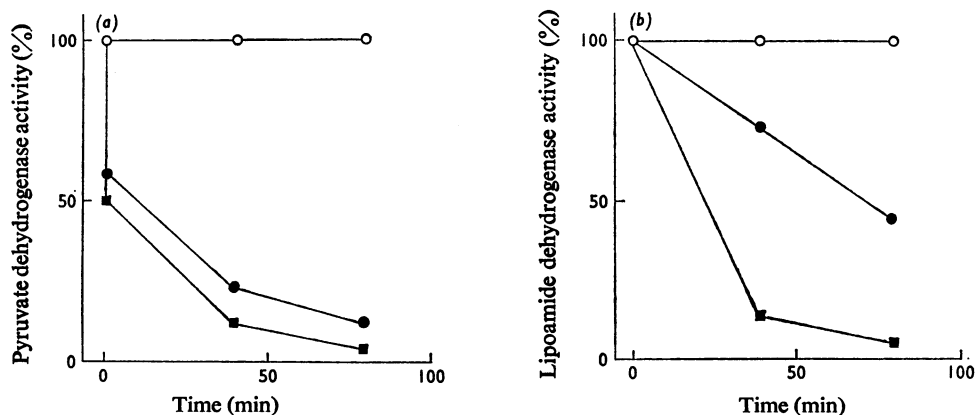 (a)
100
50
0
Pyruvate dehydrogenase activity (%)
0
50
100
Time (min)
(b)
100
50
0
Lipoamide dehydrogenase activity (%)
0
50
100
Time (min)